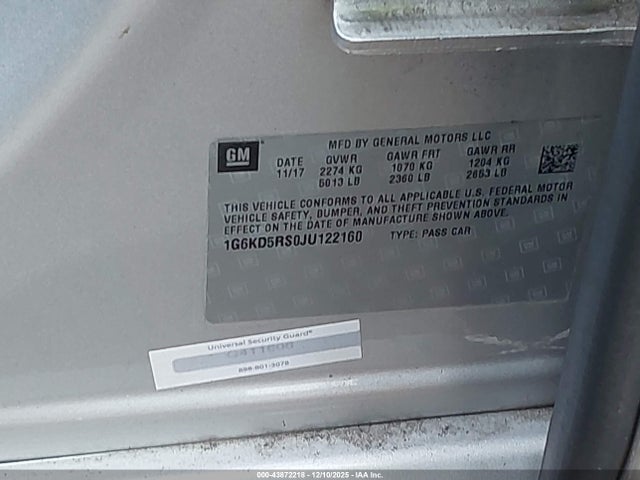 GM
MFD BY GENERAL MOTORS LLC
DATE GVWR GAWR FRT GAWR RR
11/17 2274 KG 1070 KG 1204 KG
5013 LB 2360 LB 2653 LB
THIS VEHICLE CONFORMS TO ALL APPLICABLE U.S. FEDERAL MOTOR
VEHICLE SAFETY, BUMPER, AND THEFT PREVENTION STANDARDS IN
EFFECT ON THE DATE OF MANUFACTURE SHOWN ABOVE.
1G6KD5RS0JU122160 TYPE: PASS CAR
Universal Security Guard®
898-801-3078
000-43872218 - 12/10/2025 - IAA Inc.